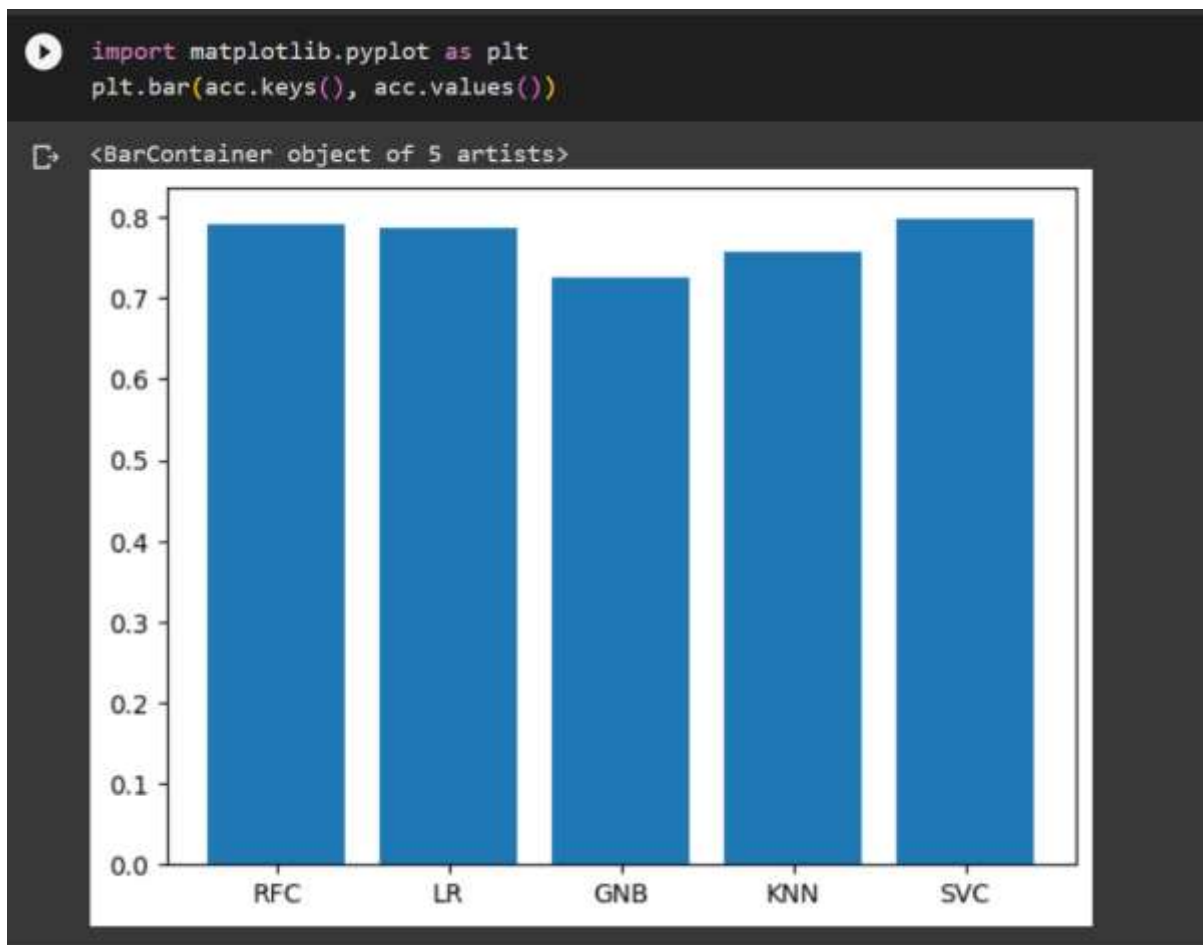 import matplotlib.pyplot as plt
plt.bar(acc.keys(), acc.values())
<BarContainer object of 5 artists>
0.8
0.7
0.6
0.5
0.4
0.3
0.2
0.1
0.0
RFC LR GNB KNN SVC